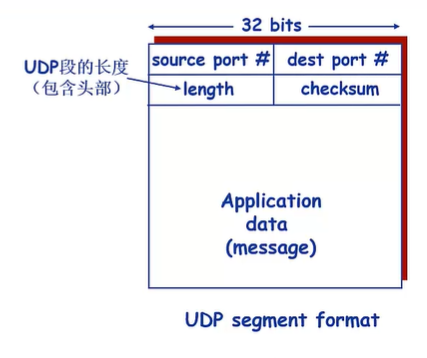 32 bits
source port #
dest port #
UDP段的长度
（包含头部）
length
checksum
Application
data
(message)
UDP segment format